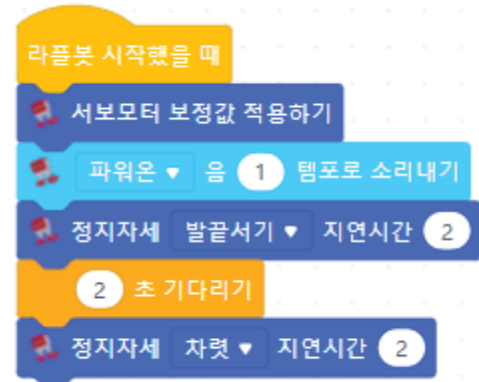 라플봇 시작했을 때
서보모터 보정값 적용하기
파워온 ▼ 음 1 템포로 소리내기
정지자세 발끝서기 ▼ 지연시간 2
2 초 기다리기
정지자세 차렷 ▼ 지연시간 2